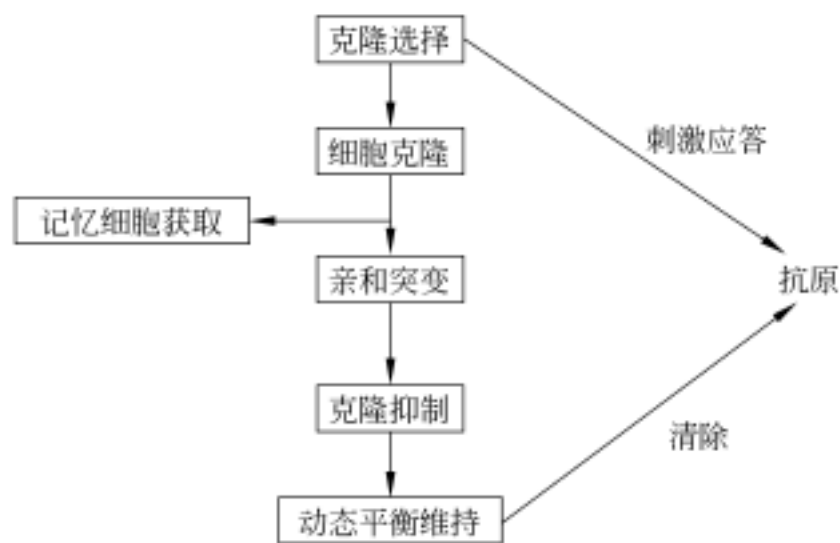 克隆选择
刺激应答
细胞克隆
记忆细胞获取
亲和突变
抗原
克隆抑制
清除
动态平衡维持